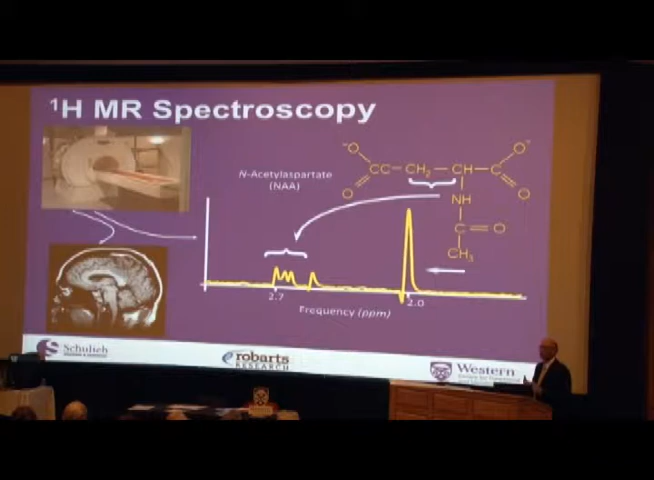 ¹H MR Spectroscopy
N-Acetylaspartate
(NAA)
⁻O
O⁻
CC
CH₂
CH
C
O
O
NH
C
O
CH₃
2.7
2.0
Frequency (ppm)
Schulich
robarts
RESEARCH
Western